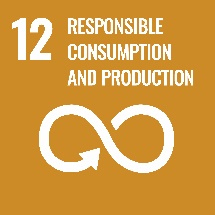 12 RESPONSIBLE
CONSUMPTION
AND PRODUCTION